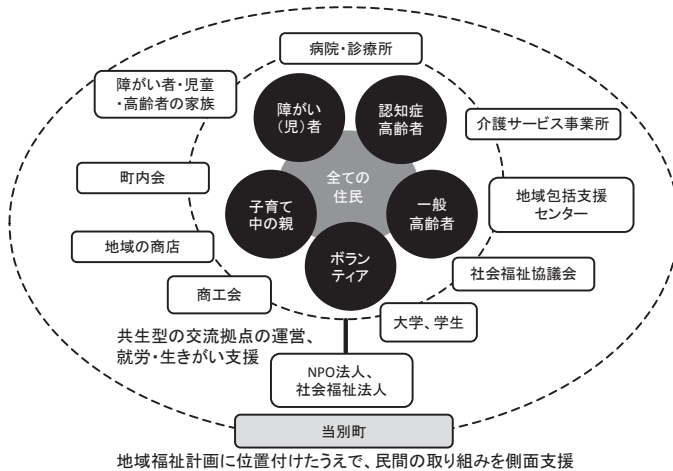 病院・診療所
障がい者・児童
・高齢者の家族
障がい
(児)者
認知症
高齢者
介護サービス事業所
町内会
全ての
住民
子育て
中の親
一般
高齢者
地域包括支援
センター
地域の商店
ボラン
ティア
商工会
社会福祉協議会
大学、学生
共生型の交流拠点の運営、
就労・生きがい支援
NPO法人、
社会福祉法人
当別町
地域福祉計画に位置付けたうえで、民間の取り組みを側面支援